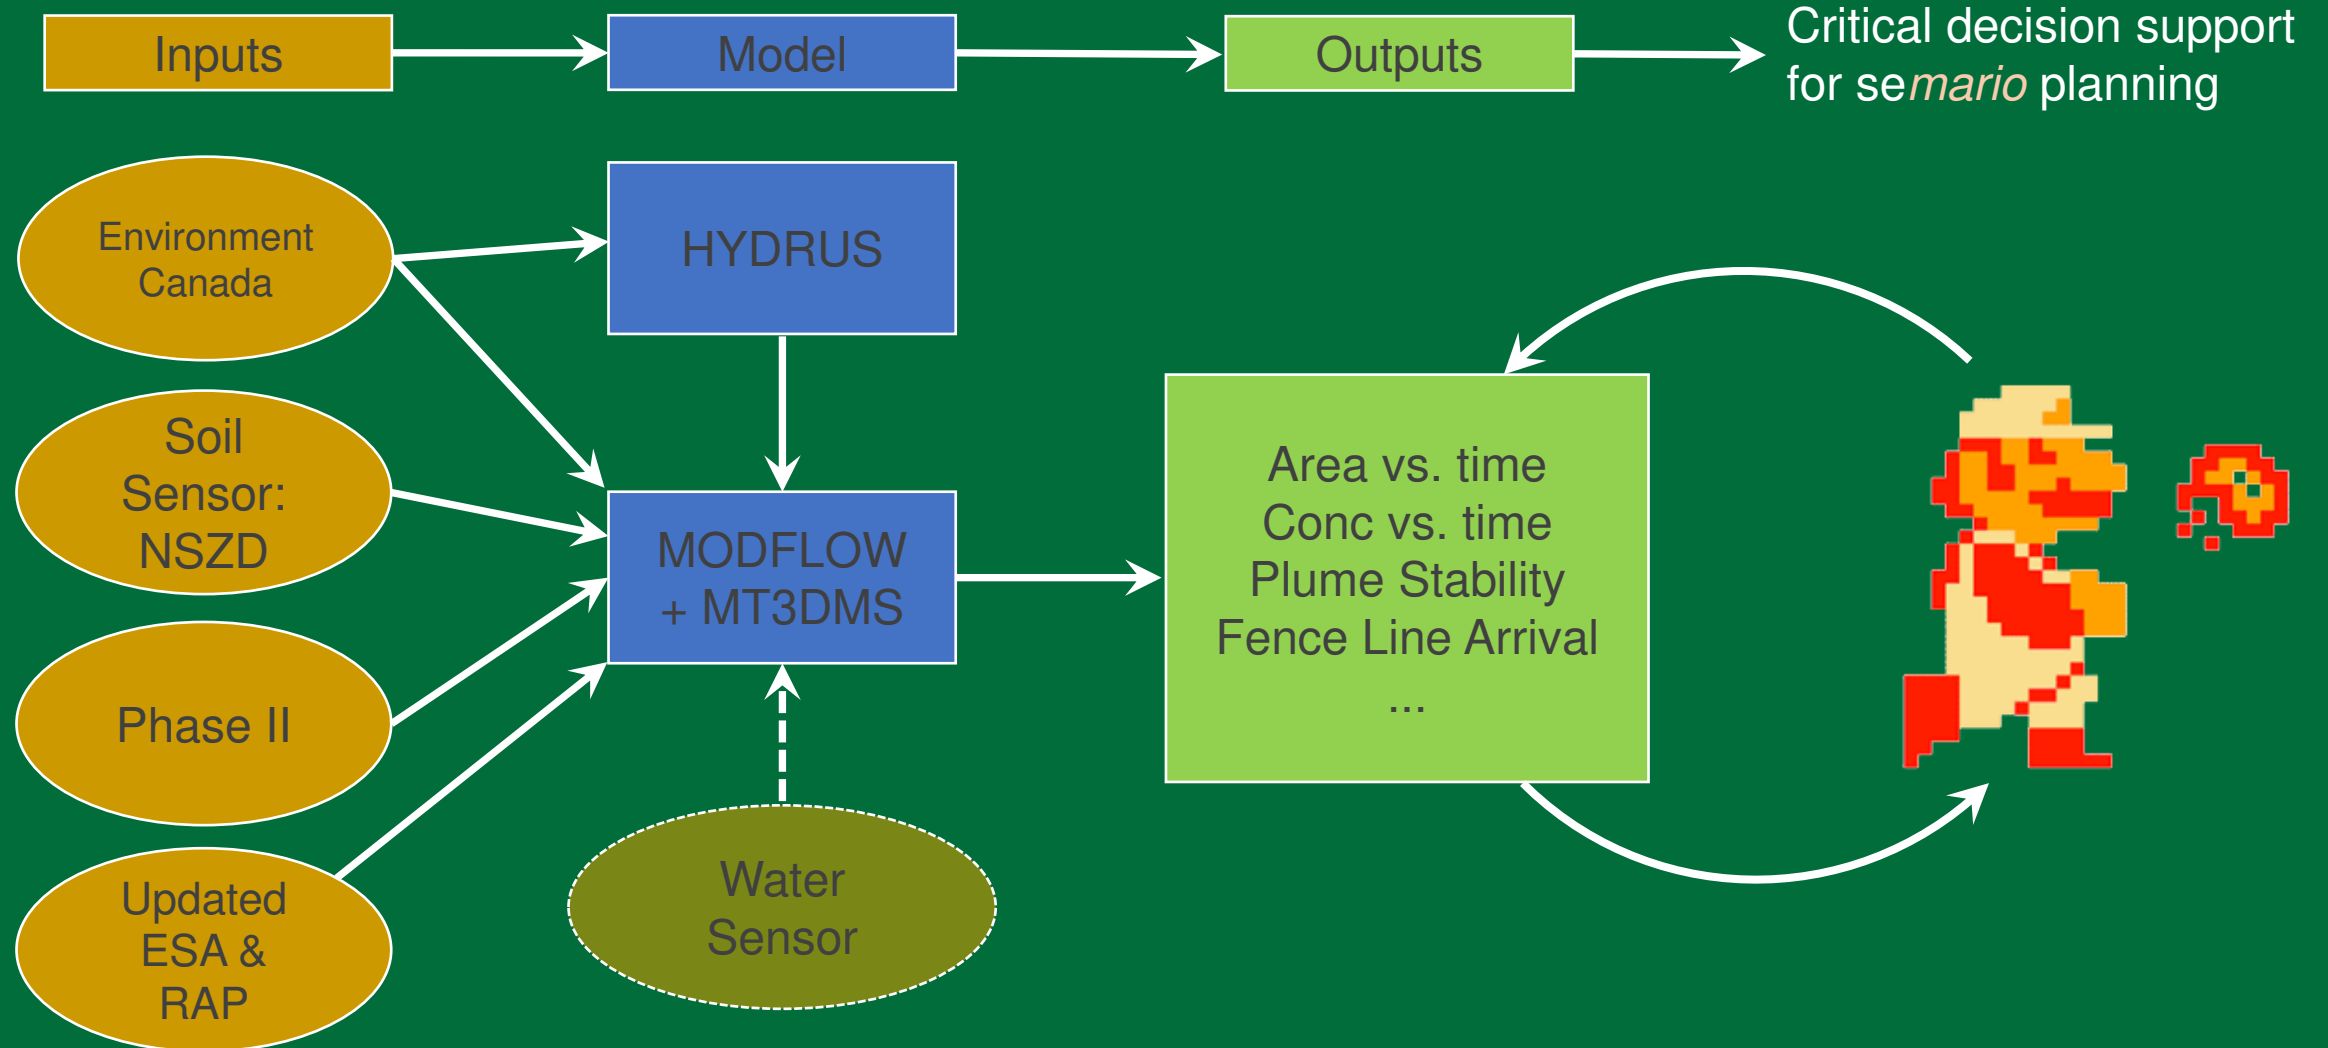 Inputs
Model
Outputs
Critical decision support
for semario planning
Environment
Canada
HYDRUS
Soil
Sensor:
NSZD
MODFLOW
+ MT3DMS
Area vs. time
Conc vs. time
Plume Stability
Fence Line Arrival
...
Phase II
Updated
ESA &
RAP
Water
Sensor